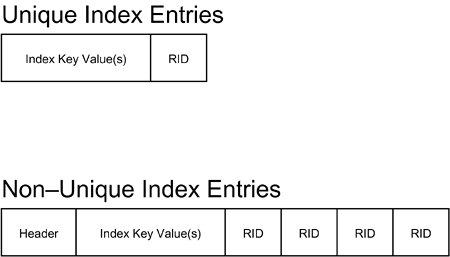 Unique Index Entries
Index Key Value(s) RID
Non–Unique Index Entries
Header Index Key Value(s) RID RID RID RID